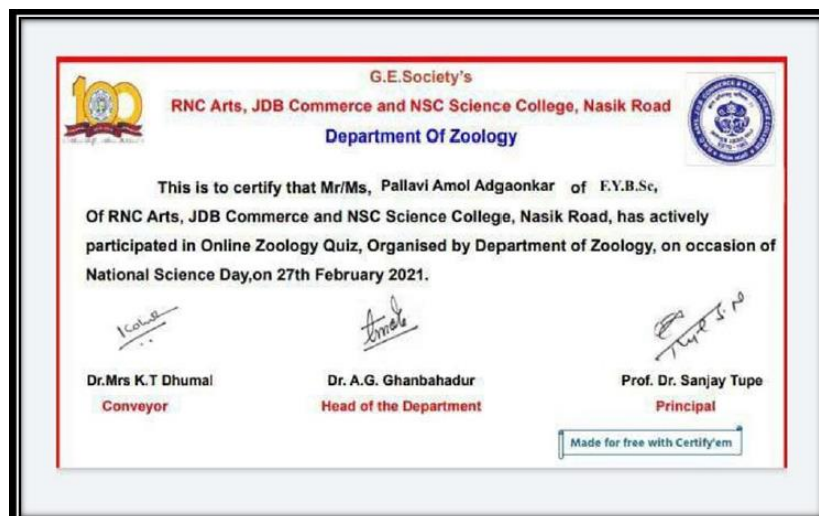 G.E.Society's
RNC Arts, JDB Commerce and NSC Science College, Nasik Road
Department Of Zoology
This is to certify that Mr/Ms, Pallavi Amol Adgaonkar of F.Y.B.Sc,
Of RNC Arts, JDB Commerce and NSC Science College, Nasik Road, has actively
participated in Online Zoology Quiz, Organised by Department of Zoology, on occasion of
National Science Day,on 27th February 2021.
Dr.Mrs K.T Dhumal
Dr. A.G. Ghanbahadur
Prof. Dr. Sanjay Tupe
Conveyor
Head of the Department
Principal
Made for free with Certify'em